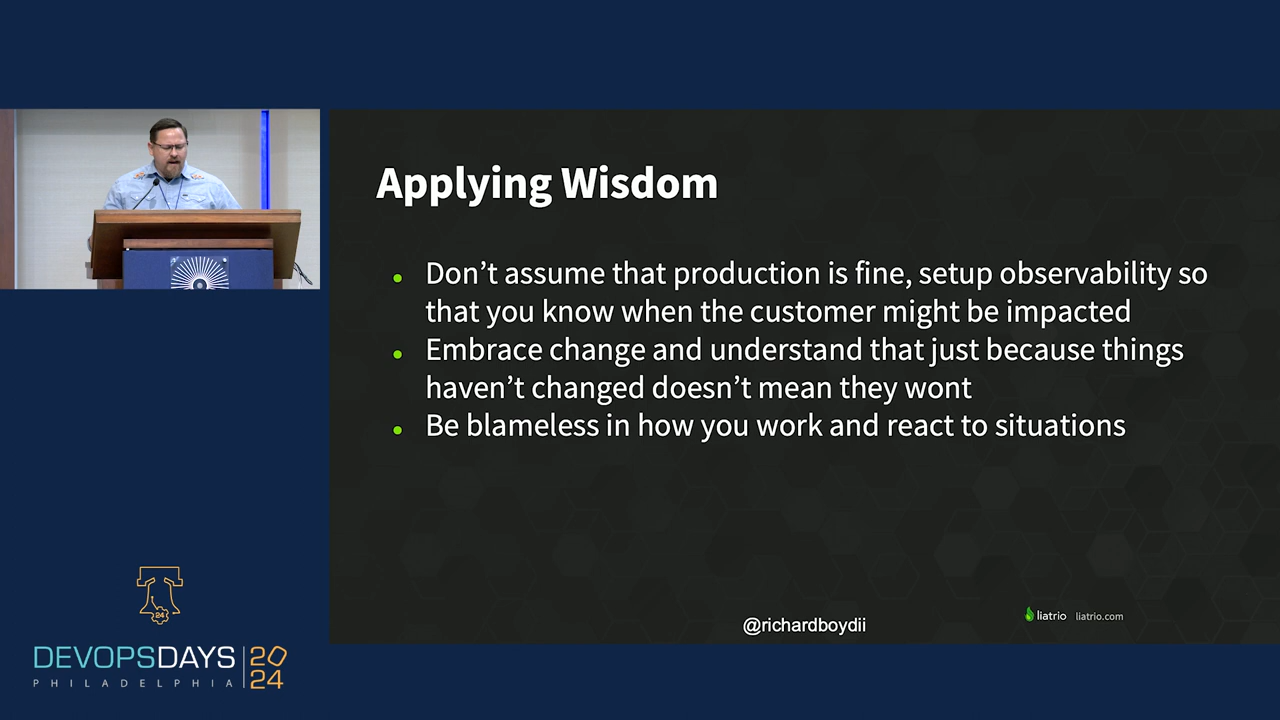 Applying Wisdom
Don’t assume that production is fine, setup observability so
that you know when the customer might be impacted
Embrace change and understand that just because things
haven’t changed doesn’t mean they wont
Be blameless in how you work and react to situations
@richardboydii
liatrio liatrio.com
24
DEVOPSDAYS 2024
PHILADELPHIA